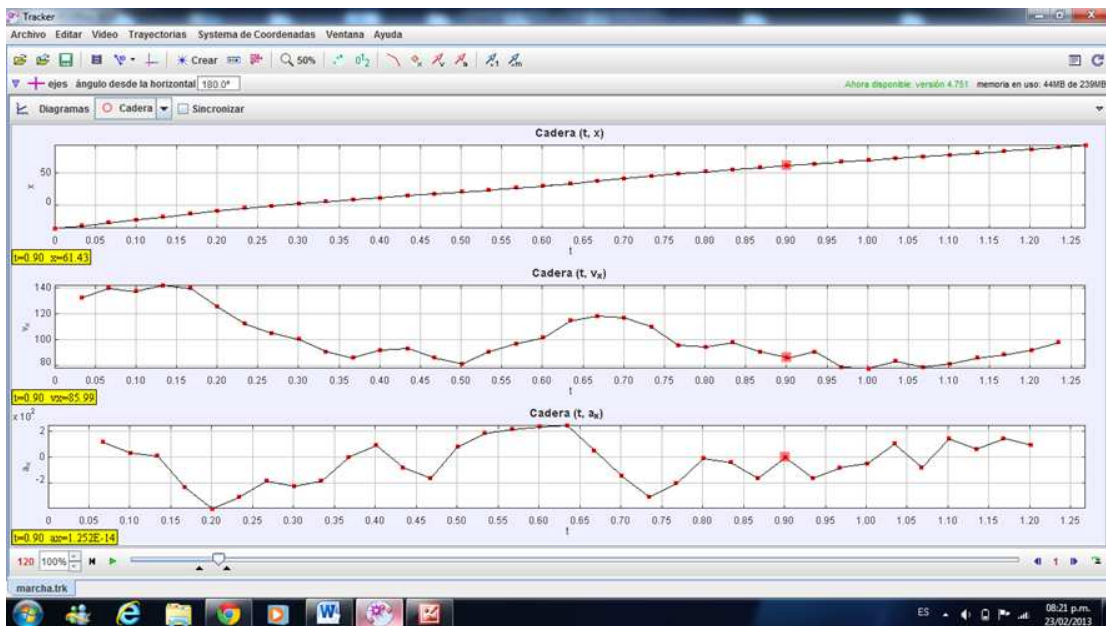 Tracker
Archivo Editar Video Trayectorias Systema de Coordenadas Ventana Ayuda
Crear 50%
ejes ángulo desde la horizontal 180.0° Ahora disponible: versión 4.751 memoria en uso: 44MB de 239MB
Diagramas Cadera Sincronizar
Cadera (t, x)
50
0
x
0 0.05 0.10 0.15 0.20 0.25 0.30 0.35 0.40 0.45 0.50 0.55 0.60 0.65 0.70 0.75 0.80 0.85 0.90 0.95 1.00 1.05 1.10 1.15 1.20 1.25
t
t=0.90 x=61.43
Cadera (t, vx)
140
120
100
80
vx
0 0.05 0.10 0.15 0.20 0.25 0.30 0.35 0.40 0.45 0.50 0.55 0.60 0.65 0.70 0.75 0.80 0.85 0.90 0.95 1.00 1.05 1.10 1.15 1.20 1.25
t
t=0.90 vx=85.99
x 10²
Cadera (t, ax)
2
0
-2
ax
0 0.05 0.10 0.15 0.20 0.25 0.30 0.35 0.40 0.45 0.50 0.55 0.60 0.65 0.70 0.75 0.80 0.85 0.90 0.95 1.00 1.05 1.10 1.15 1.20 1.25
t
t=0.90 ax=1.252E-14
120 100% 1
marcha.trk
ES 08:21 p.m.
23/02/2013